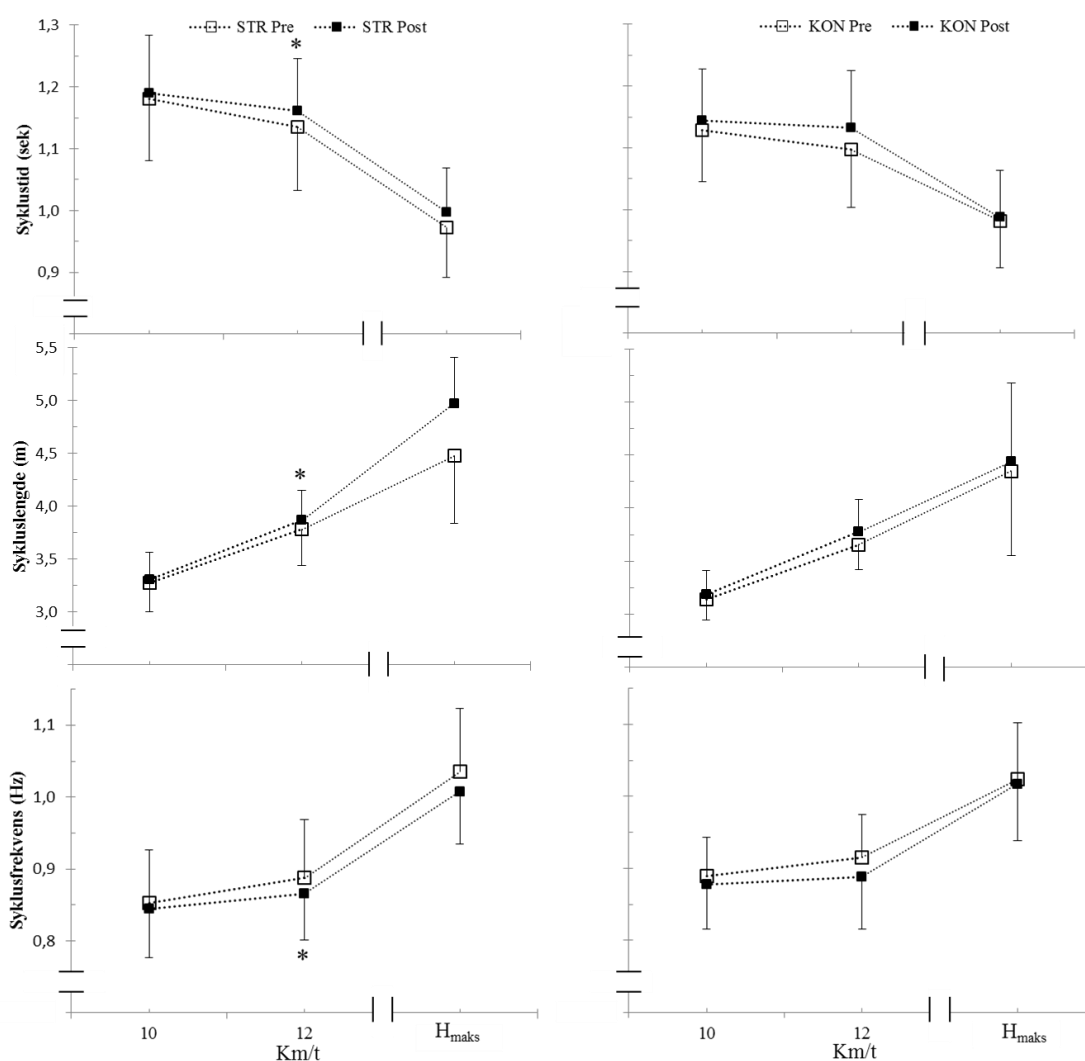 STR Pre STR Post
KON Pre KON Post
1,3
*
1,2
1,1
1,0
0,9
Syklustid (sek)
5,5
5,0
4,5
4,0
3,5
3,0
*
Sykluslengde (m)
1,1
1,0
0,9
0,8
*
Syklusfrekvens (Hz)
10 12 Hmaks
Km/t
10 12 Hmaks
Km/t